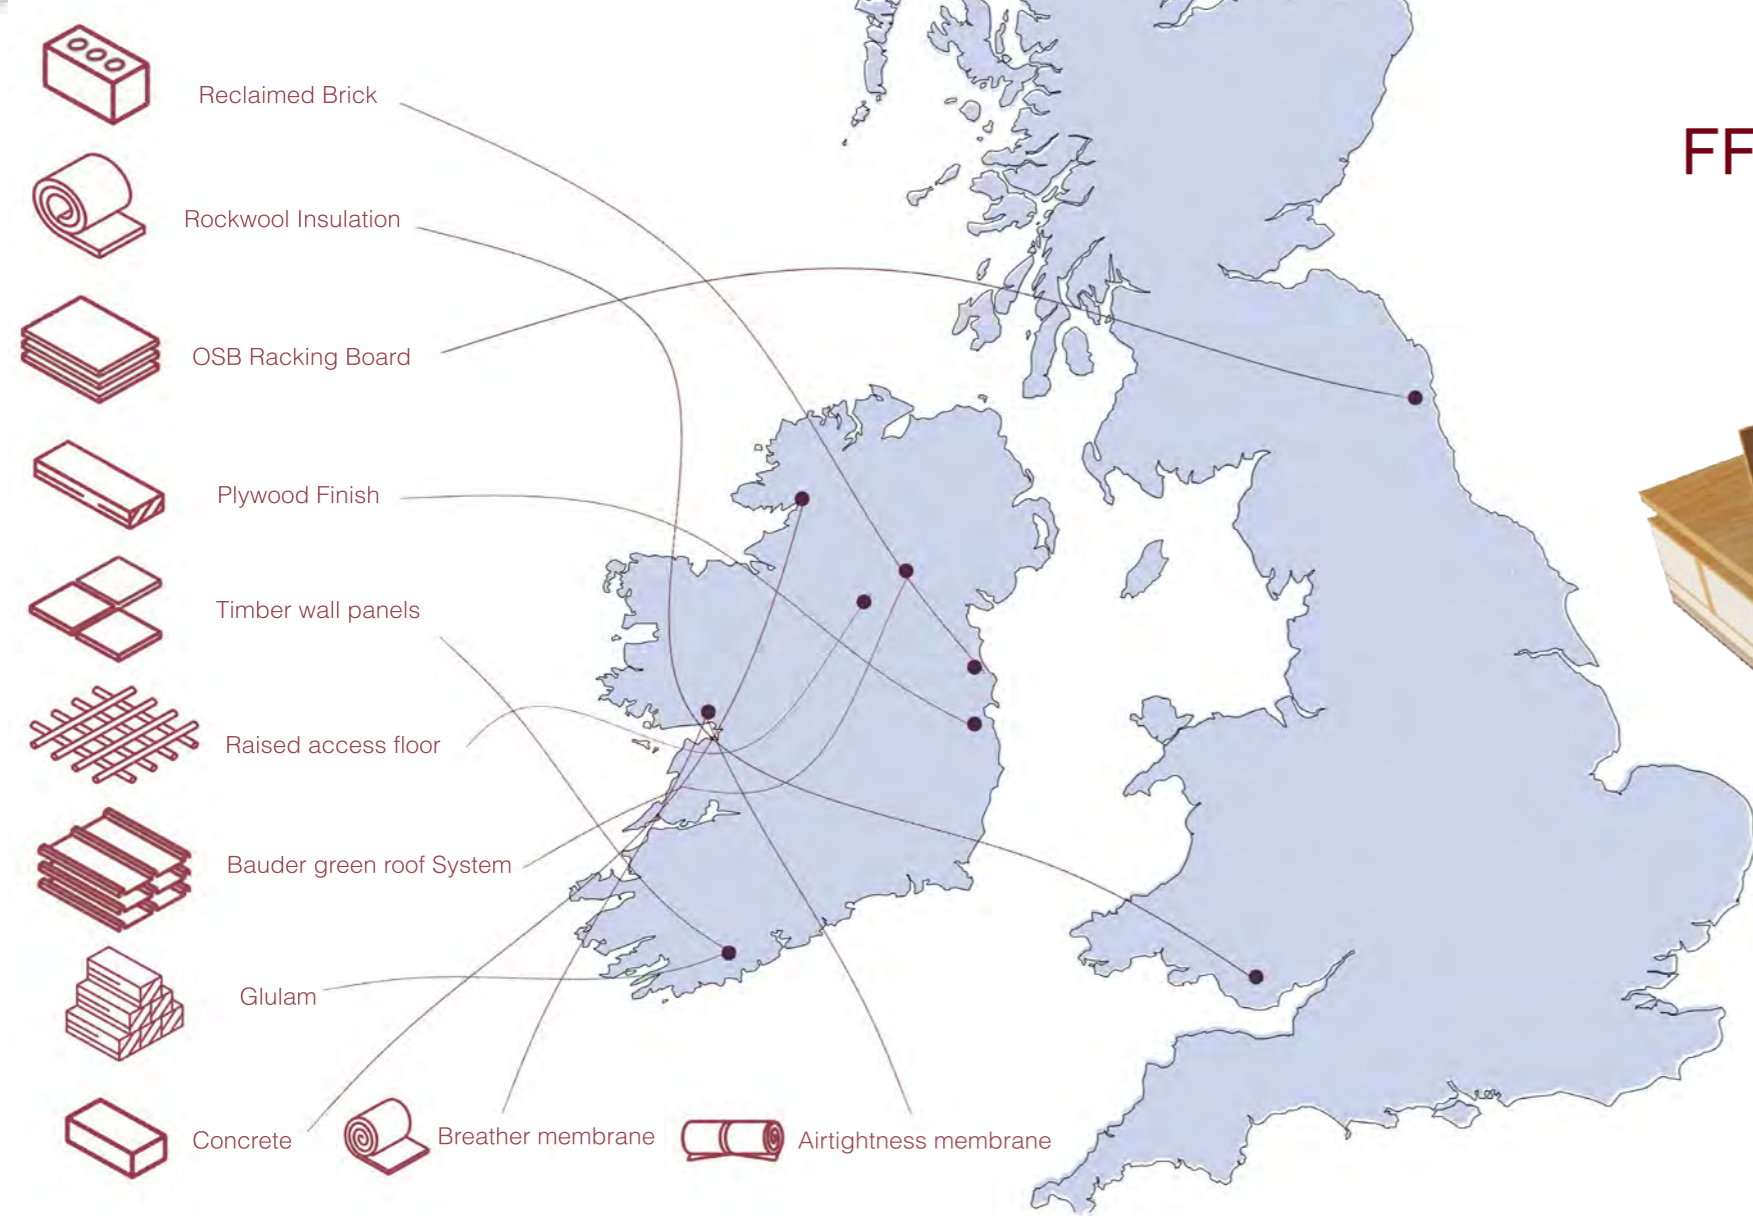 Reclaimed Brick
FF
Rockwool Insulation
OSB Racking Board
Plywood Finish
Timber wall panels
Raised access floor
Bauder green roof System
Glulam
Concrete
Breather membrane
Airtightness membrane